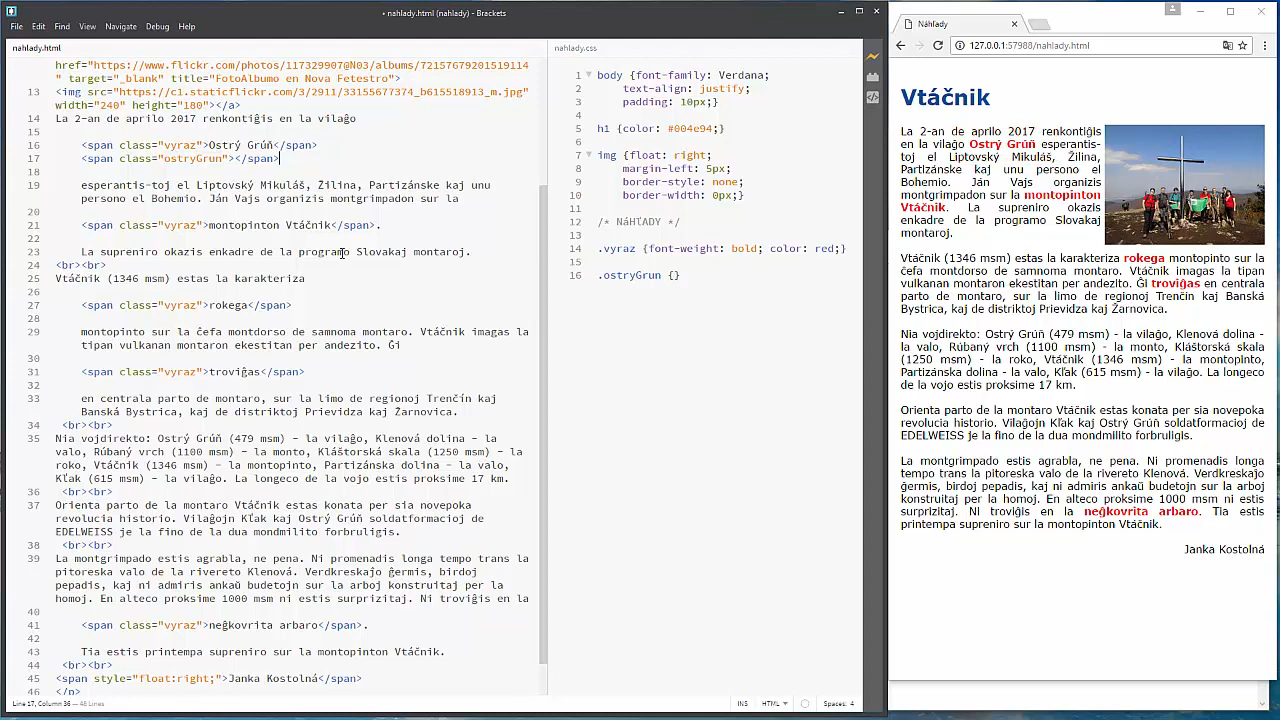 • nahlady.html (nahlady) - Brackets
File Edit Find View Navigate Debug Help
nahlady.html
href="https://www.flickr.com/photos/117339907@N03/albums/72157679201519114
" target="_blank" title="FotoAlbumo en Nova Fetestro">
13 <img src="https://c1.staticflickr.com/3/2911/33155677374_b615518913_m.jpg"
width="240" height="180"></a>
14 La 2-an de aprilo 2017 renkontiĝis en la vilaĝo
15
16 <span class="vyraz">Ostrý Grúň</span>
17 <span class="ostryGrun"></span>
18
19 esperantis-toj el Liptovský Mikuláš, Žilina, Partizánske kaj unu
persono el Bohemio. Ján Vajs organizis montgrimpadon sur la
20
21 <span class="vyraz">montopinton Vtáčnik</span>.
22
23 La supreniro okazis enkadre de la programo Slovakaj montaroj.
24 <br><br>
25 Vtáčnik (1346 msm) estas la karakteriza
26
27 <span class="vyraz">rokega</span>
28
29 montopinto sur la ĉefa montdorso de samnoma montaro. Vtáčnik imagas la
tipan vulkanan montaron ekestitan per andezito. Ĝi
30
31 <span class="vyraz">troviĝas</span>
32
33 en centrala parto de montaro, sur la limo de regionoj Trenčín kaj
Banská Bystrica, kaj de distriktoj Prievidza kaj Žarnovica.
34 <br><br>
35 Nia vojdirekto: Ostrý Grúň (479 msm) - la vilaĝo, Klenová dolina - la
valo, Rúbaný vrch (1100 msm) - la monto, Kláštorská skala (1250 msm) - la
roko, Vtáčnik (1346 msm) - la montopinto, Partizánska dolina - la valo,
Kľak (615 msm) - la vilaĝo. La longeco de la vojo estis proksime 17 km.
36 <br><br>
37 Orienta parto de la montaro Vtáčnik estas konata per sia novepoka
revolucia historio. Vilaĝojn Kľak kaj Ostrý Grúň soldatformacioj de
EDELWEISS je la fino de la dua mondmilito forbruligis.
38 <br><br>
39 La montgrimpado estis agrabla, ne pena. Ni promenadis longa tempo trans la
pitoreska valo de la rivereto Klenová. Verdkreskaĵo ĝermis, birdoj
pepadis, kaj ni admiris ankaŭ budetojn sur la arboj konstruitaj per la
homoj. En alteco proksime 1000 msm ni estis surprizitaj. Ni troviĝis en la
40
41 <span class="vyraz">neĝkovrita arbaro</span>.
42
43 Tia estis printempa supreniro sur la montopinton Vtáčnik.
44 <br><br>
45 <span style="float:right;">Janka Kostolná</span>
46 </p>
Line 17, Column 36 — 46 Lines
INS HTML Spaces: 4
nahlady.css
1 body {font-family: Verdana;
2 text-align: justify;
3 padding: 10px;}
4
5 h1 {color: #004e94;}
6
7 img {float: right;
8 margin-left: 5px;
9 border-style: none;
10 border-width: 0px;}
11
12 /* NáHĽADY */
13
14 .vyraz {font-weight: bold; color: red;}
15
16 .ostryGrun {}
Náhľady
127.0.0.1:57988/nahlady.html
Vtáčnik
La 2-an de aprilo 2017 renkontiĝis
en la vilaĝo Ostrý Grúň esperantis-
toj el Liptovský Mikuláš, Žilina,
Partizánske kaj unu persono el
Bohemio. Ján Vajs organizis
montgrimpadon sur la montopinton
Vtáčnik. La supreniro okazis
enkadre de la programo Slovakaj
montaroj.
Vtáčnik (1346 msm) estas la karakteriza rokega montopinto sur la
ĉefa montdorso de samnoma montaro. Vtáčnik imagas la tipan
vulkanan montaron ekestitan per andezito. Ĝi troviĝas en centrala
parto de montaro, sur la limo de regionoj Trenčín kaj Banská
Bystrica, kaj de distriktoj Prievidza kaj Žarnovica.
Nia vojdirekto: Ostrý Grúň (479 msm) - la vilaĝo, Klenová dolina -
la valo, Rúbaný vrch (1100 msm) - la monto, Kláštorská skala
(1250 msm) - la roko, Vtáčnik (1346 msm) - la montopinto,
Partizánska dolina - la valo, Kľak (615 msm) - la vilaĝo. La longeco
de la vojo estis proksime 17 km.
Orienta parto de la montaro Vtáčnik estas konata per sia novepoka
revolucia historio. Vilaĝojn Kľak kaj Ostrý Grúň soldatformacioj de
EDELWEISS je la fino de la dua mondmilito forbruligis.
La montgrimpado estis agrabla, ne pena. Ni promenadis longa
tempo trans la pitoreska valo de la rivereto Klenová. Verdkreskaĵo
ĝermis, birdoj pepadis, kaj ni admiris ankaŭ budetojn sur la arboj
konstruitaj per la homoj. En alteco proksime 1000 msm ni estis
surprizitaj. Ni troviĝis en la neĝkovrita arbaro. Tia estis
printempa supreniro sur la montopinton Vtáčnik.
Janka Kostolná